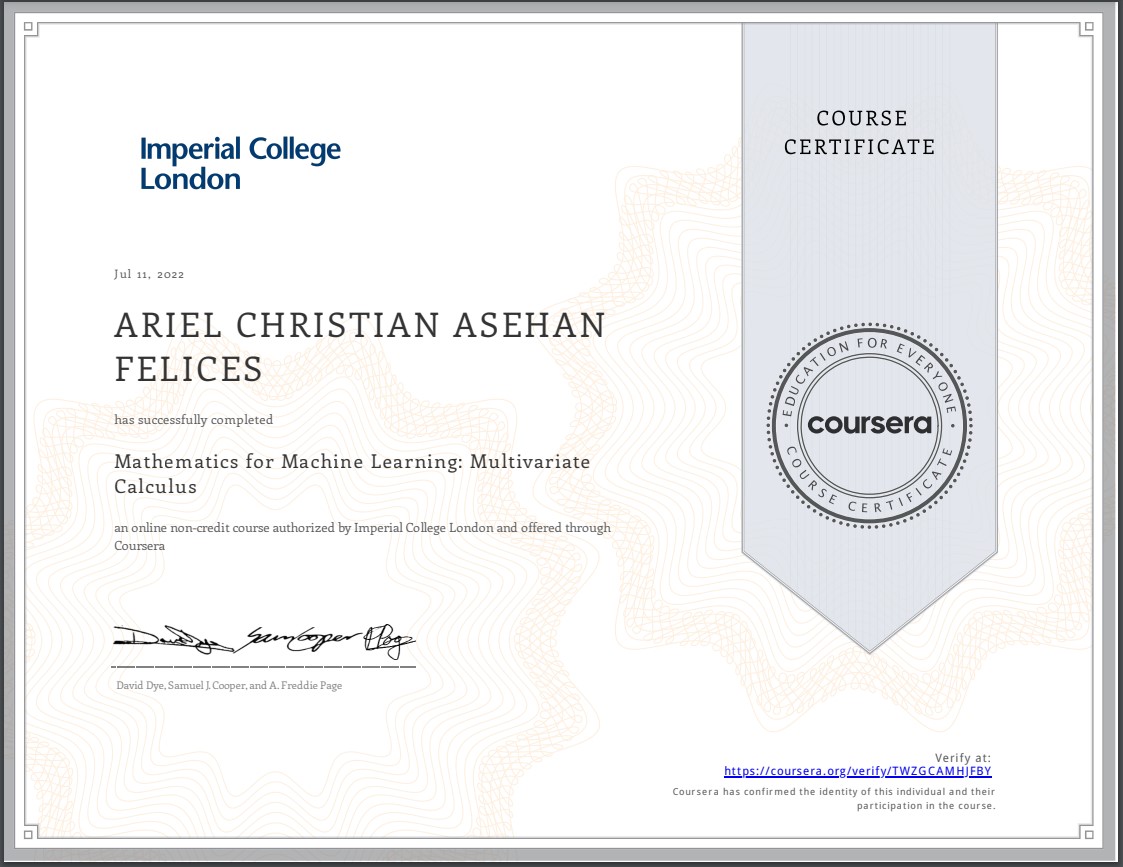 COURSE
CERTIFICATE
Imperial College
London
Jul 11, 2022
ARIEL CHRISTIAN ASEHAN
FELICES
has successfully completed
Mathematics for Machine Learning: Multivariate
Calculus
an online non-credit course authorized by Imperial College London and offered through
Coursera
EDUCATION FOR EVERYONE
coursera
COURSE CERTIFICATE
David Dye, Samuel J. Cooper, and A. Freddie Page
Verify at:
https://coursera.org/verify/TWZGCAMHJFBY
Coursera has confirmed the identity of this individual and their
participation in the course.